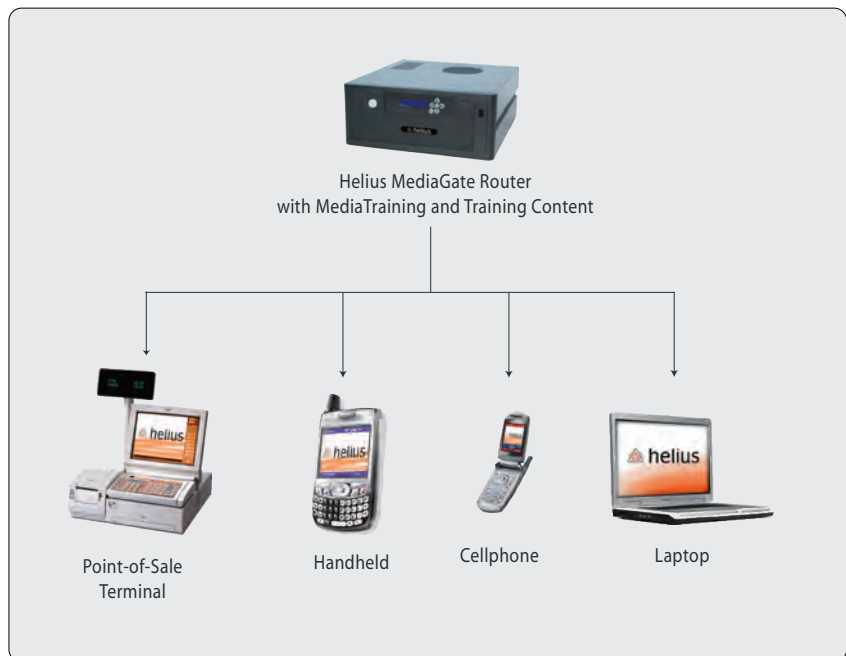 helius
Helius MediaGate Router
with MediaTraining and Training Content
helius
helius
helius
Point-of-Sale
Terminal
Handheld
Cellphone
Laptop